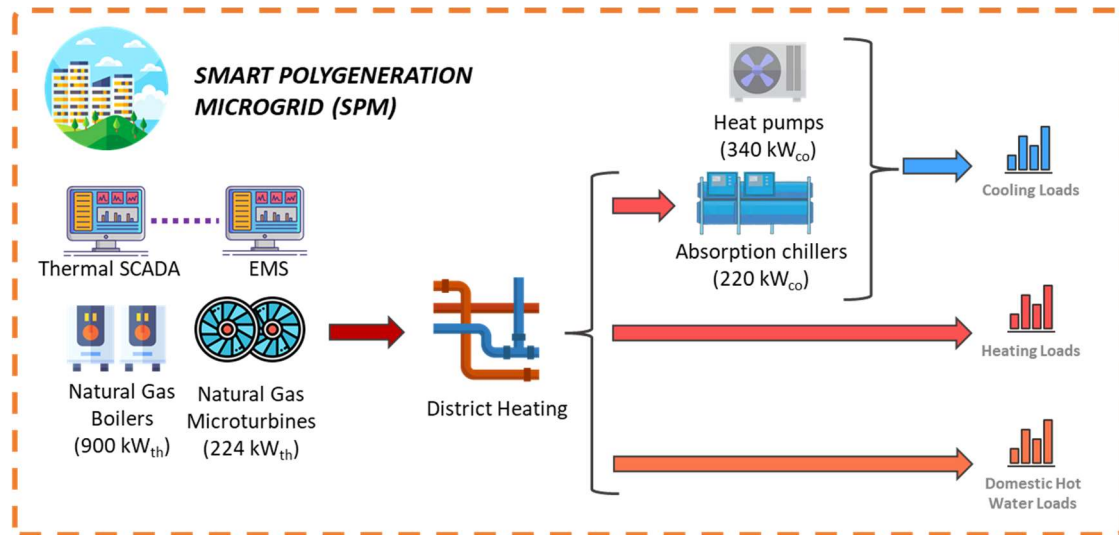 SMART POLYGENERATION
MICROGRID (SPM)
Heat pumps
(340 kWco)
Cooling Loads
Thermal SCADA
EMS
Absorption chillers
(220 kWco)
Natural Gas
Boilers
(900 kWth)
Natural Gas
Microturbines
(224 kWth)
District Heating
Heating Loads
Domestic Hot
Water Loads